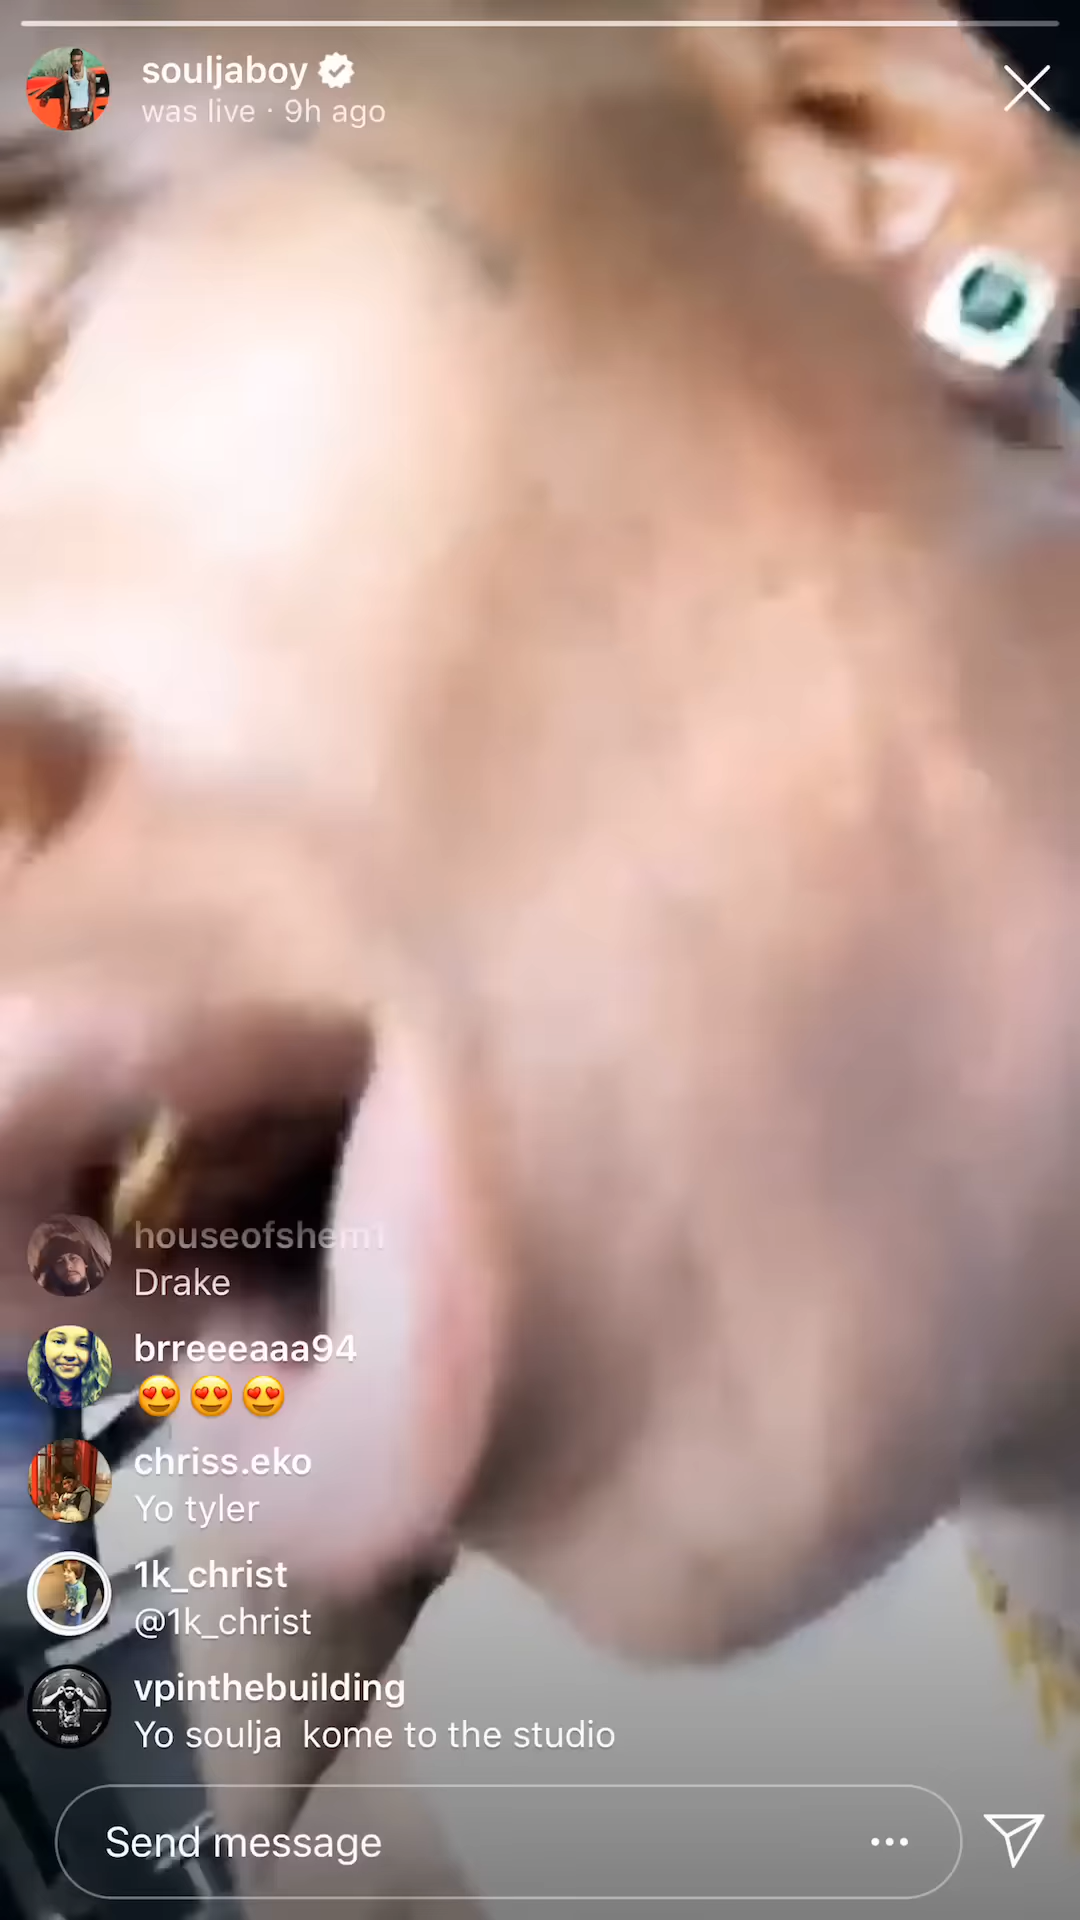 souljaboy
was live · 9h ago
houseofshem1
Drake
brreeeaaa94
😍😍😍
chriss.eko
Yo tyler
1k_christ
@1k_christ
vpinthebuilding
Yo soulja  kome to the studio
Send message